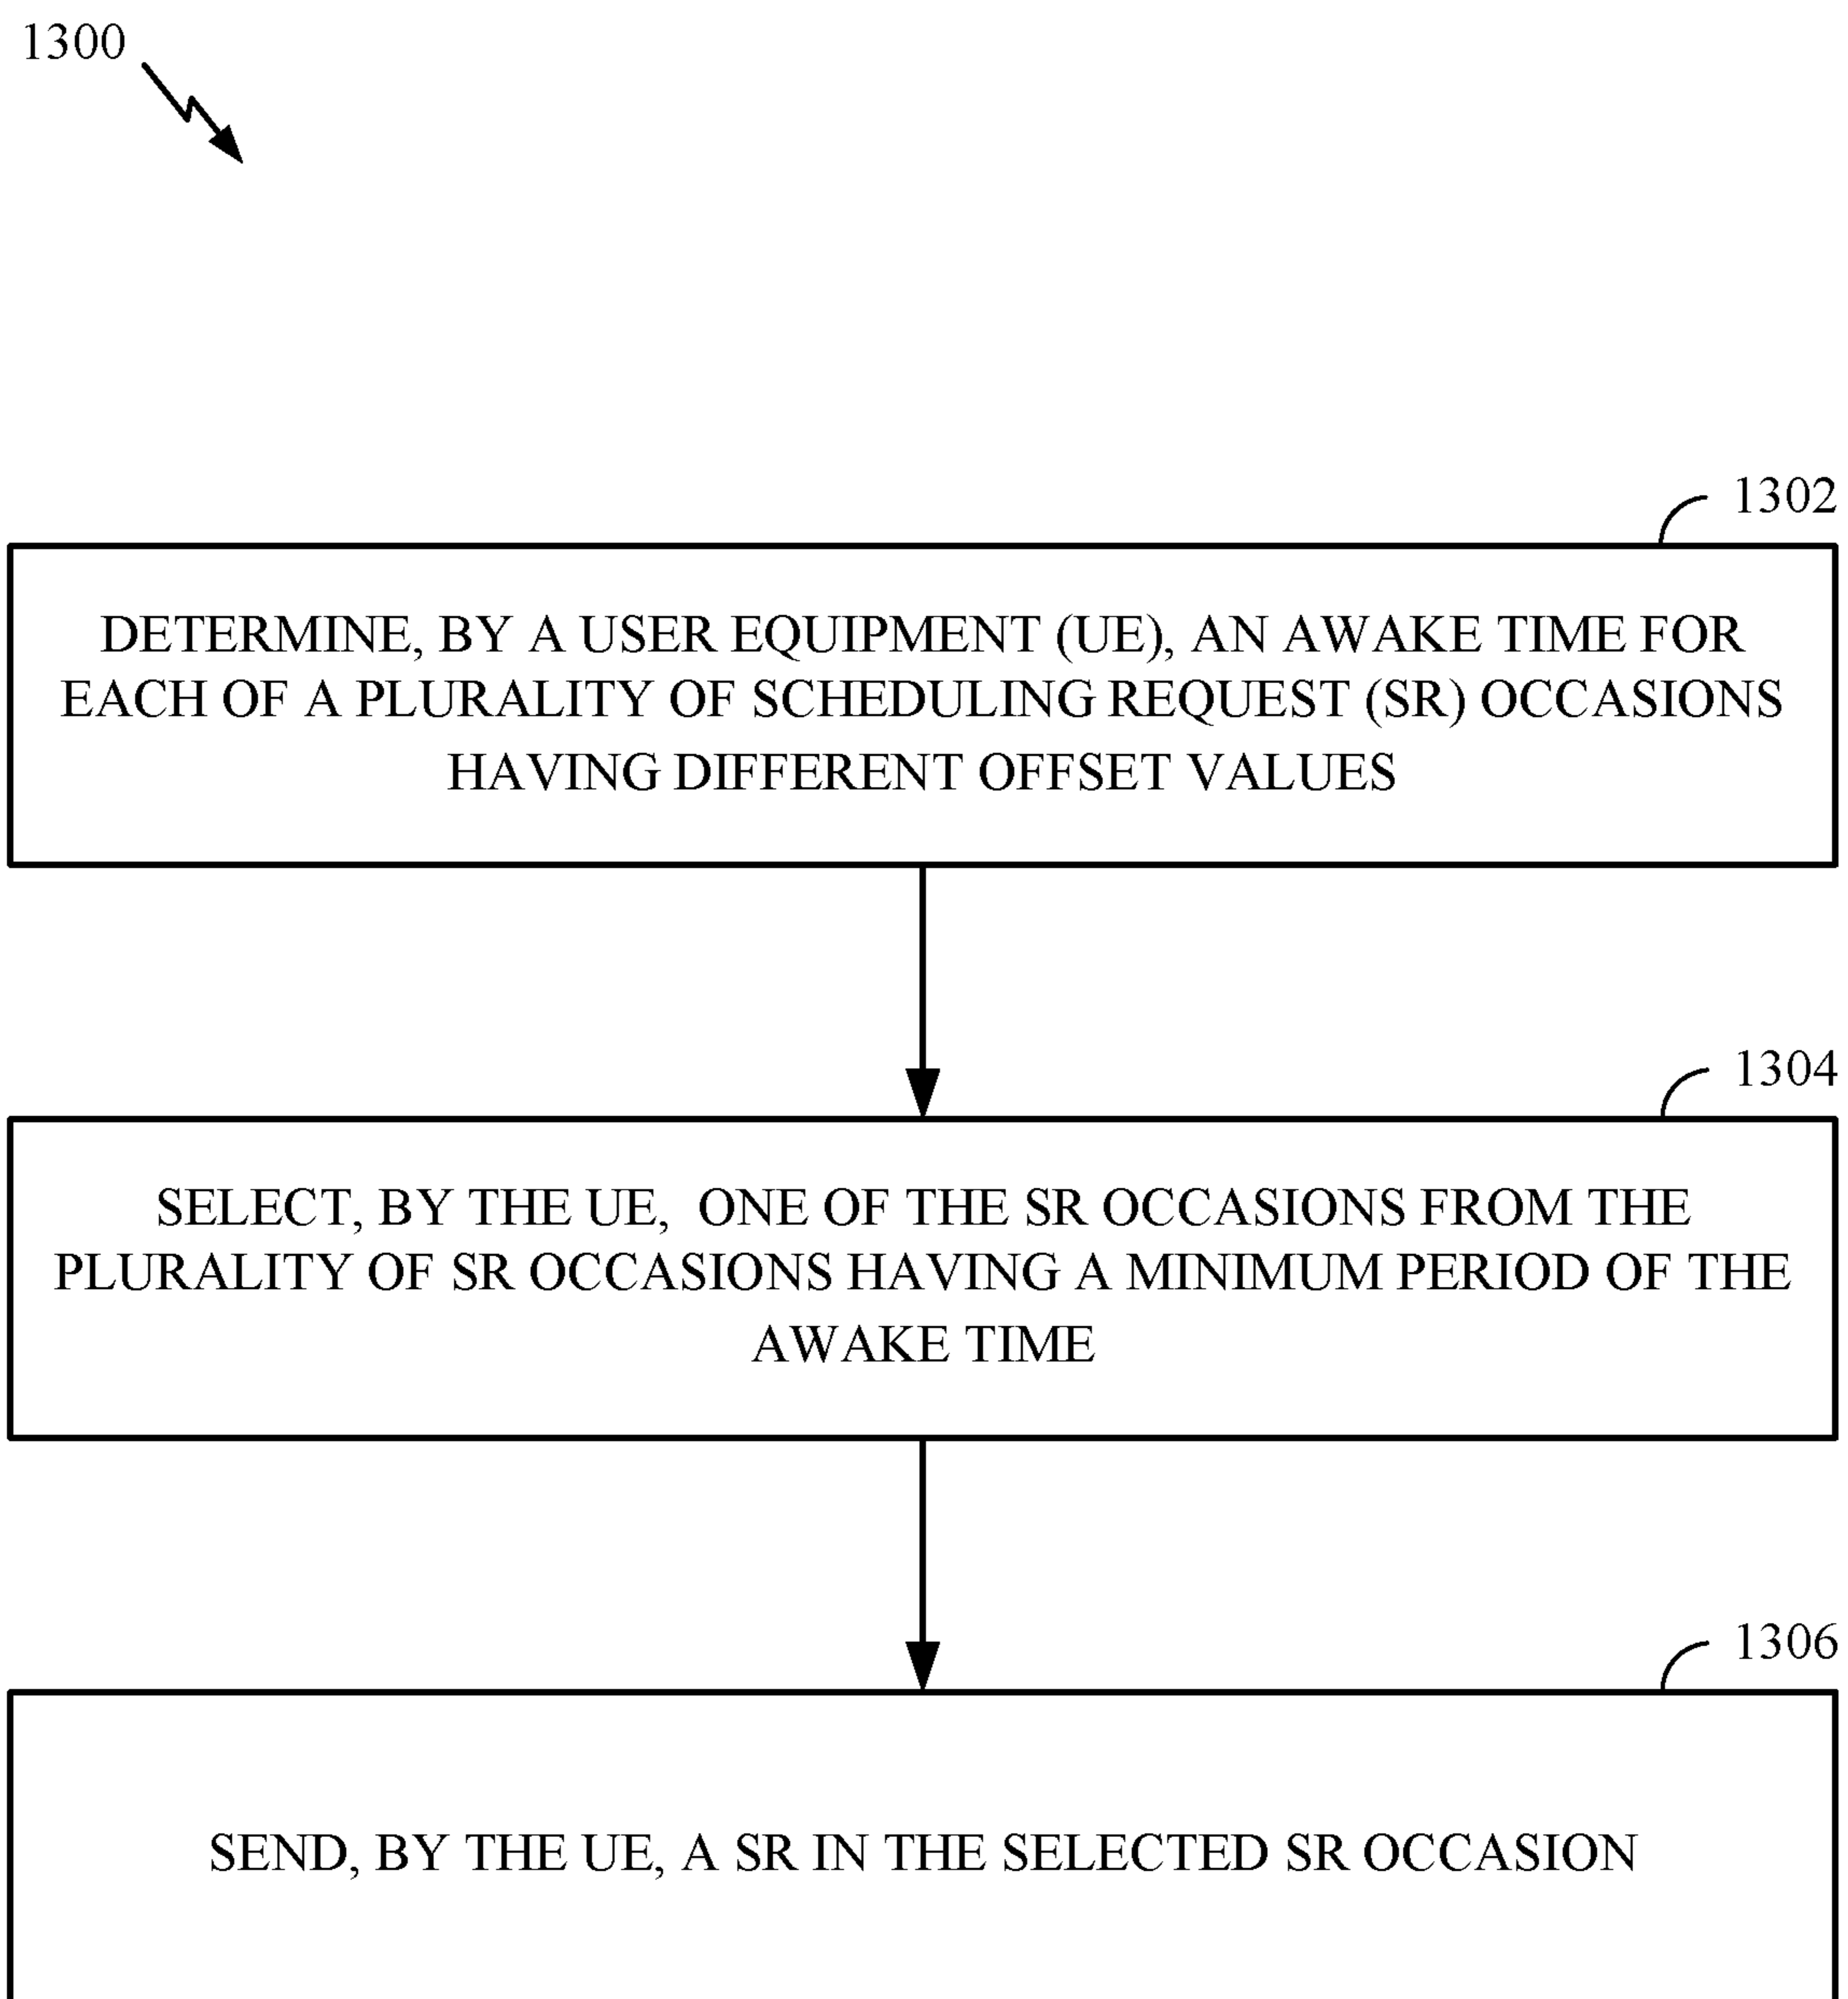 1300
1302
DETERMINE, BY A USER EQUIPMENT (UE), AN AWAKE TIME FOR
EACH OF A PLURALITY OF SCHEDULING REQUEST (SR) OCCASIONS
HAVING DIFFERENT OFFSET VALUES
1304
SELECT, BY THE UE, ONE OF THE SR OCCASIONS FROM THE
PLURALITY OF SR OCCASIONS HAVING A MINIMUM PERIOD OF THE
AWAKE TIME
1306
SEND, BY THE UE, A SR IN THE SELECTED SR OCCASION